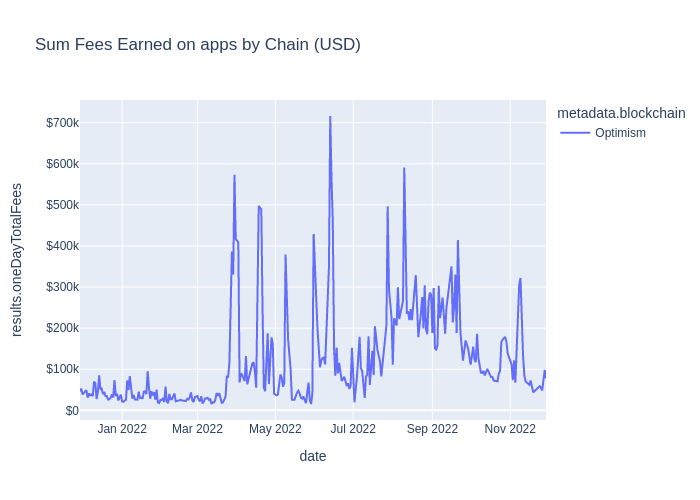 Sum Fees Earned on apps by Chain (USD)
metadata.blockchain
Optimism
results.oneDayTotalFees
$700k
$600k
$500k
$400k
$300k
$200k
$100k
$0
Jan 2022
Mar 2022
May 2022
Jul 2022
Sep 2022
Nov 2022
date